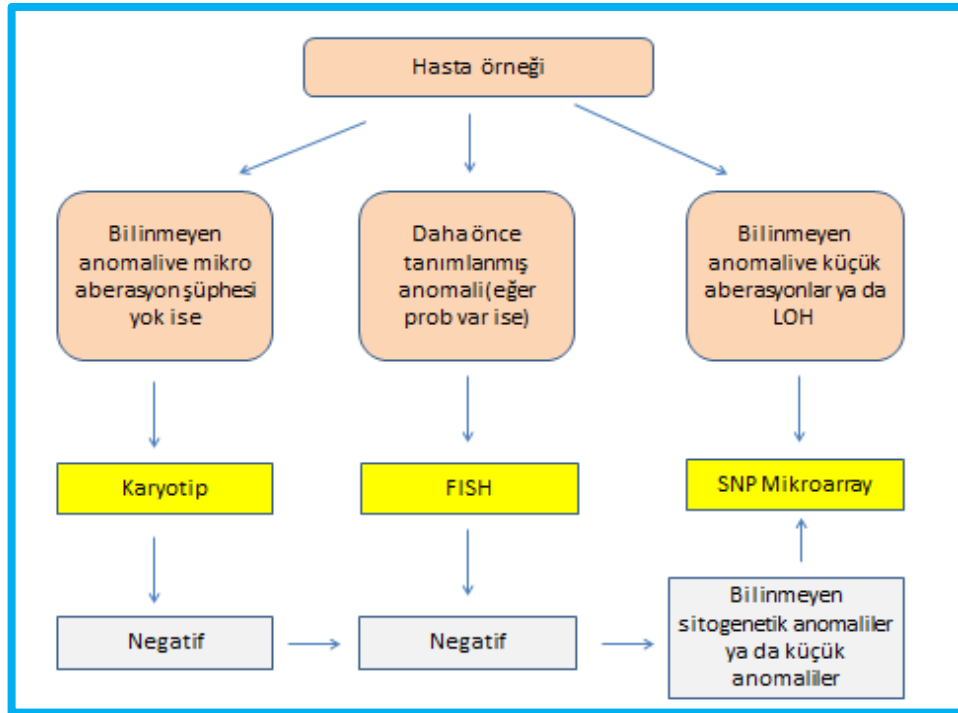 Hasta örneği
Bilinmeyen
anomalive mikro
aberasyon şüphesi
yok ise
Daha önce
tanımlanmış
anomali(eğer
prob var ise)
Bilinmeyen
anomalive küçük
aberasyonlar ya da
LOH
Karyotip
FISH
SNP Mikroarray
Negatif
Negatif
Bilinmeyen
sitogenetik anomaliler
ya da küçük
anomaliler